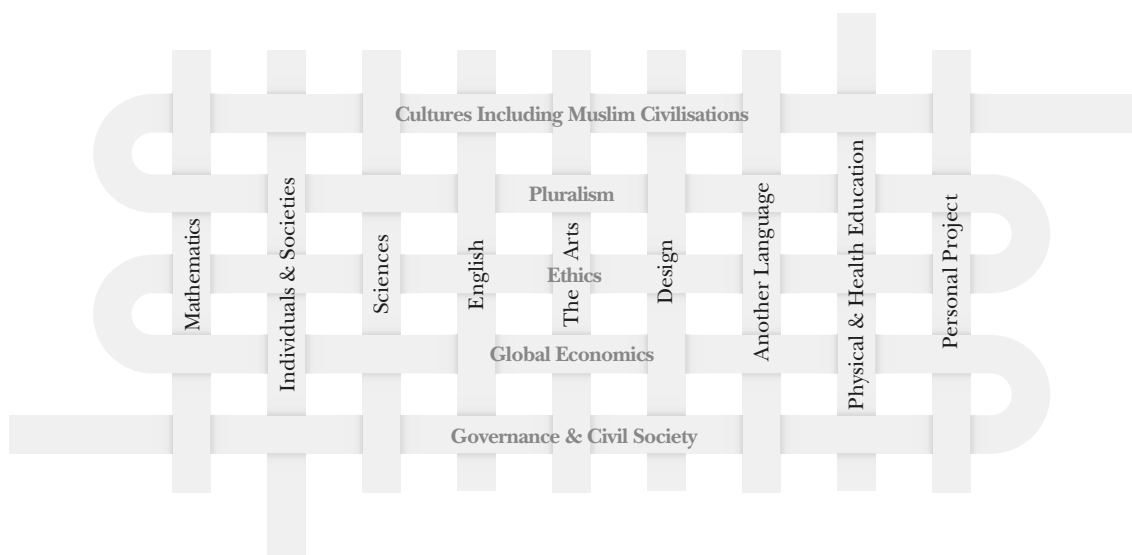 Cultures Including Muslim Civilisations
Pluralism
Ethics
Global Economics
Governance & Civil Society
Mathematics
Individuals & Societies
Sciences
English
The Arts
Design
Another Language
Physical & Health Education
Personal Project